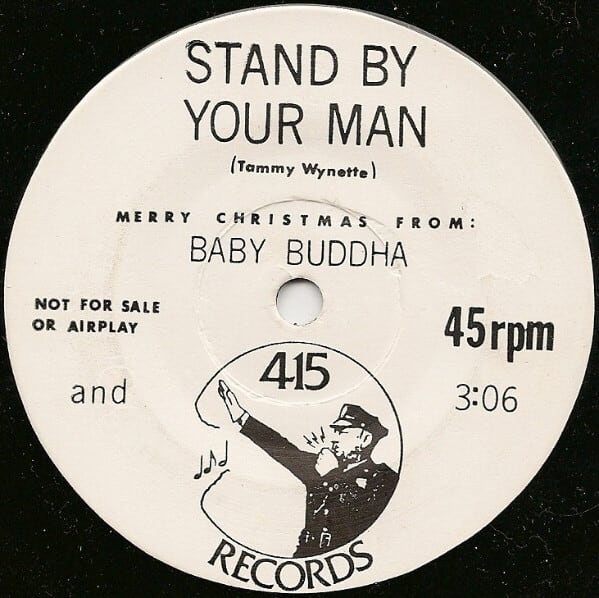 STAND BY
YOUR MAN
(Tammy Wynette)
MERRY CHRISTMAS FROM:
BABY BUDDHA
NOT FOR SALE
OR AIRPLAY
45rpm
and
3:06
415
RECORDS